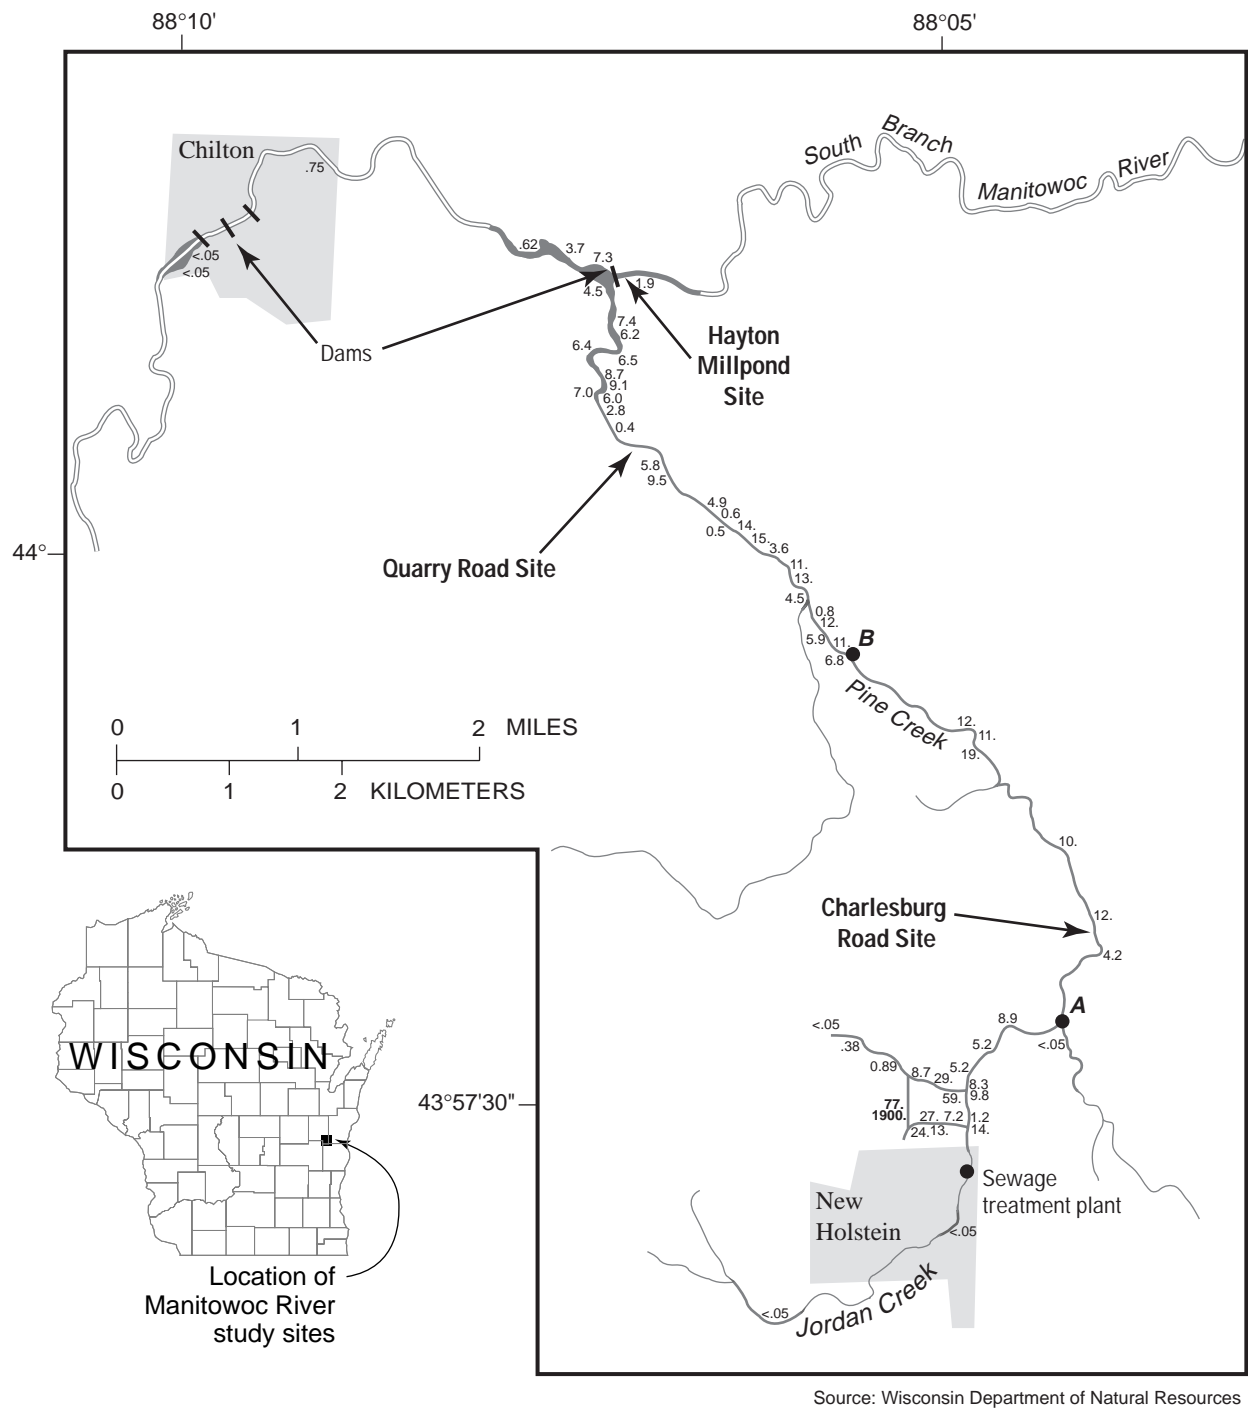 88°10'
88°05'
Chilton
.75
South
Branch
Manitowoc
River
<.05
<.05
.62
3.7
7.3
4.5
1.9
Dams
Hayton
Millpond
Site
7.4
6.2
6.4
6.5
8.7
9.1
7.0
6.0
2.8
0.4
5.8
9.5
Quarry Road Site
44°
4.9
0.6
0.5
14.
15.
3.6
11.
13.
4.5
0.8
12.
5.9
11.
6.8
B
Pine Creek
12.
11.
19.
0 1 2 MILES
0 1 2 KILOMETERS
10.
Charlesburg
Road Site
12.
4.2
A
8.9
<.05
<.05
.38
0.89
5.2
5.2
8.7
29.
59.
8.3
9.8
77.
1900.
27.
7.2
1.2
24.
13.
14.
43°57'30"
Sewage
treatment plant
New
Holstein
<.05
<.05
Jordan Creek
WISCONSIN
Location of
Manitowoc River
study sites
Source: Wisconsin Department of Natural Resources